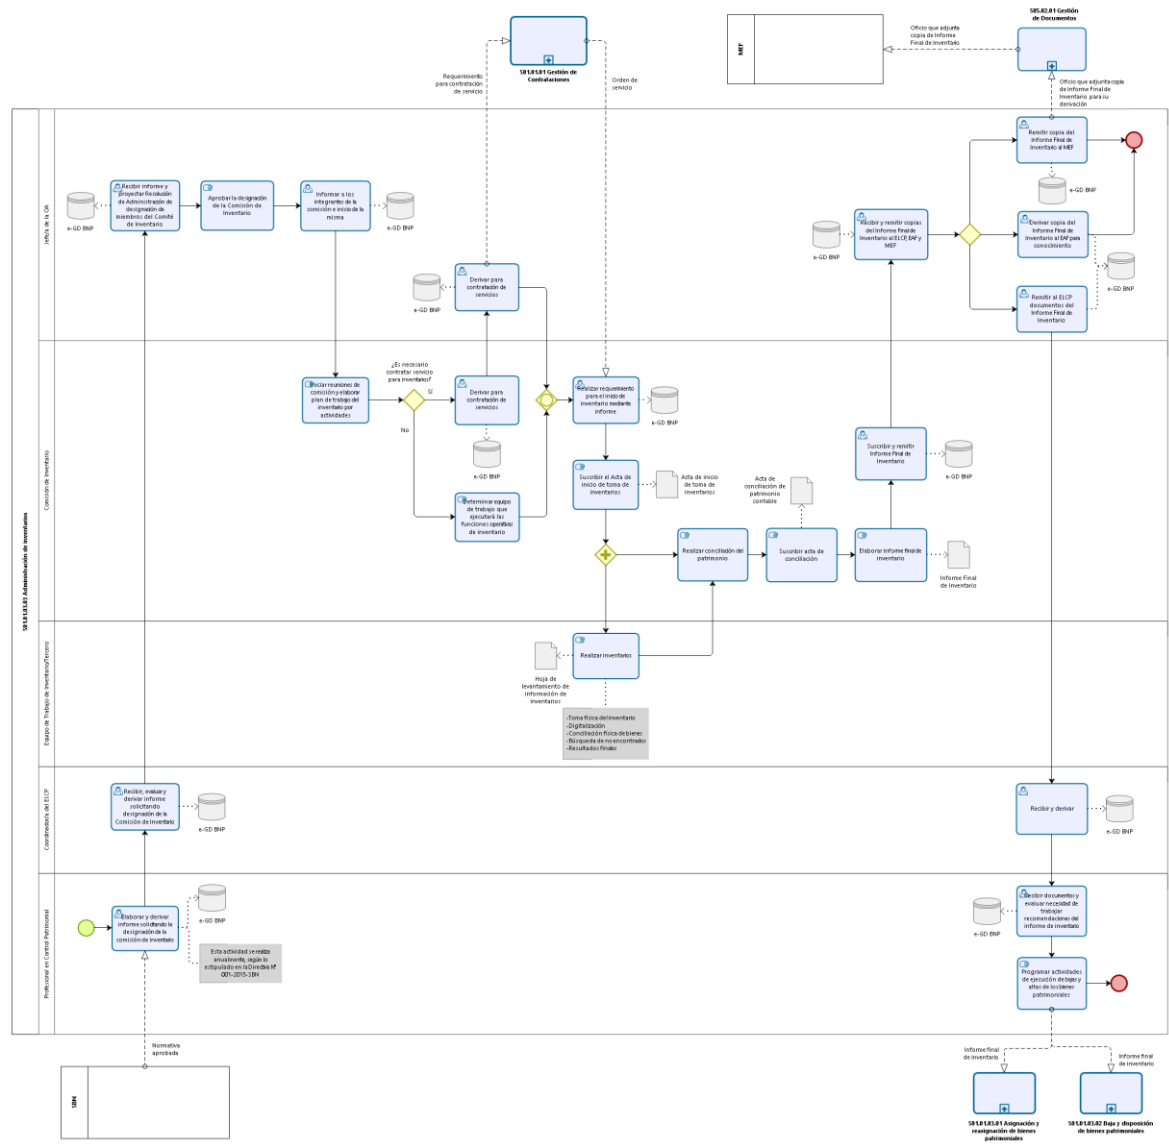 S05.02.01 Gestión
de Documentos
MEF
Oficio que adjunta
copia de Informe
Final de Inventario
S01.01.01 Gestión de
Contrataciones
Requerimiento
para contratación
de servicio
Orden de
servicio
Oficio que adjunta copia
de Informe Final de
Inventario para su
derivación
S01.01.03.03 Administración de inventarios
Jefe/a de la OA
Recibir informe y
proyectar Resolución
de Administración de
designación de
miembros del Comité
de Inventario
e-GD BNP
Aprobar la designación
de la Comisión de
Inventario
Informar a los
integrantes de la
comisión e inicio de la
misma
e-GD BNP
Derivar para
contratación de
servicios
e-GD BNP
Recibir y remitir copias
del Informe Final de
Inventario al ELCP, EAF y
MEF
e-GD BNP
Remitir copia del
Informe Final de
Inventario al MEF
e-GD BNP
Derivar copia del
Informe Final de
Inventario al EAF para
conocimiento
e-GD BNP
Remitir al ELCP
documentos del
Informe Final de
Inventario
Comisión de Inventario
Iniciar reuniones de
comisión y elaborar
plan de trabajo del
inventario por
actividades
¿Es necesario
contratar servicio
para inventarios?
Sí
No
Derivar para
contratación de
servicios
e-GD BNP
Determinar equipo
de trabajo que
ejecutará las
funciones operativas
de inventario
Realizar requerimiento
para el inicio de
inventario mediante
informe
e-GD BNP
Suscribir el Acta de
inicio de toma de
inventarios
Acta de inicio
de toma de
inventarios
Realizar conciliación del
patrimonio
Acta de
conciliación de
patrimonio
contable
Suscribir acta de
conciliación
Elaborar informe final de
inventario
Informe Final
de Inventario
Suscribir y remitir
Informe Final de
Inventario
e-GD BNP
Equipo de Trabajo de Inventario/Tercero
Realizar inventarios
Hoja de
levantamiento de
información de
inventarios
-Toma física del inventario
-Digitalización
-Conciliación física de bienes
-Búsqueda de no encontrados
-Resultados finales
Coordinador/a del ELCP
Recibir, evaluar y
derivar informe
solicitando
designación de la
Comisión de Inventario
e-GD BNP
Recibir y derivar
e-GD BNP
Profesional en Control Patrimonial
Elaborar y derivar
informe solicitando la
designación de la
comisión de inventario
e-GD BNP
Esta actividad se realiza
anualmente, según lo
estipulado en la Directiva N°
001-2015-SBN
Recibir documentos y
evaluar necesidad de
trabajar
recomendaciones del
informe de inventario
e-GD BNP
Programar actividades
de ejecución de bajas y
altas de los bienes
patrimoniales
Normativa
aprobada
SBN
Informe final
de inventario
Informe final
de inventario
S01.01.03.01 Asignación y
reasignación de bienes
patrimoniales
S01.01.03.02 Baja y disposición
de bienes patrimoniales